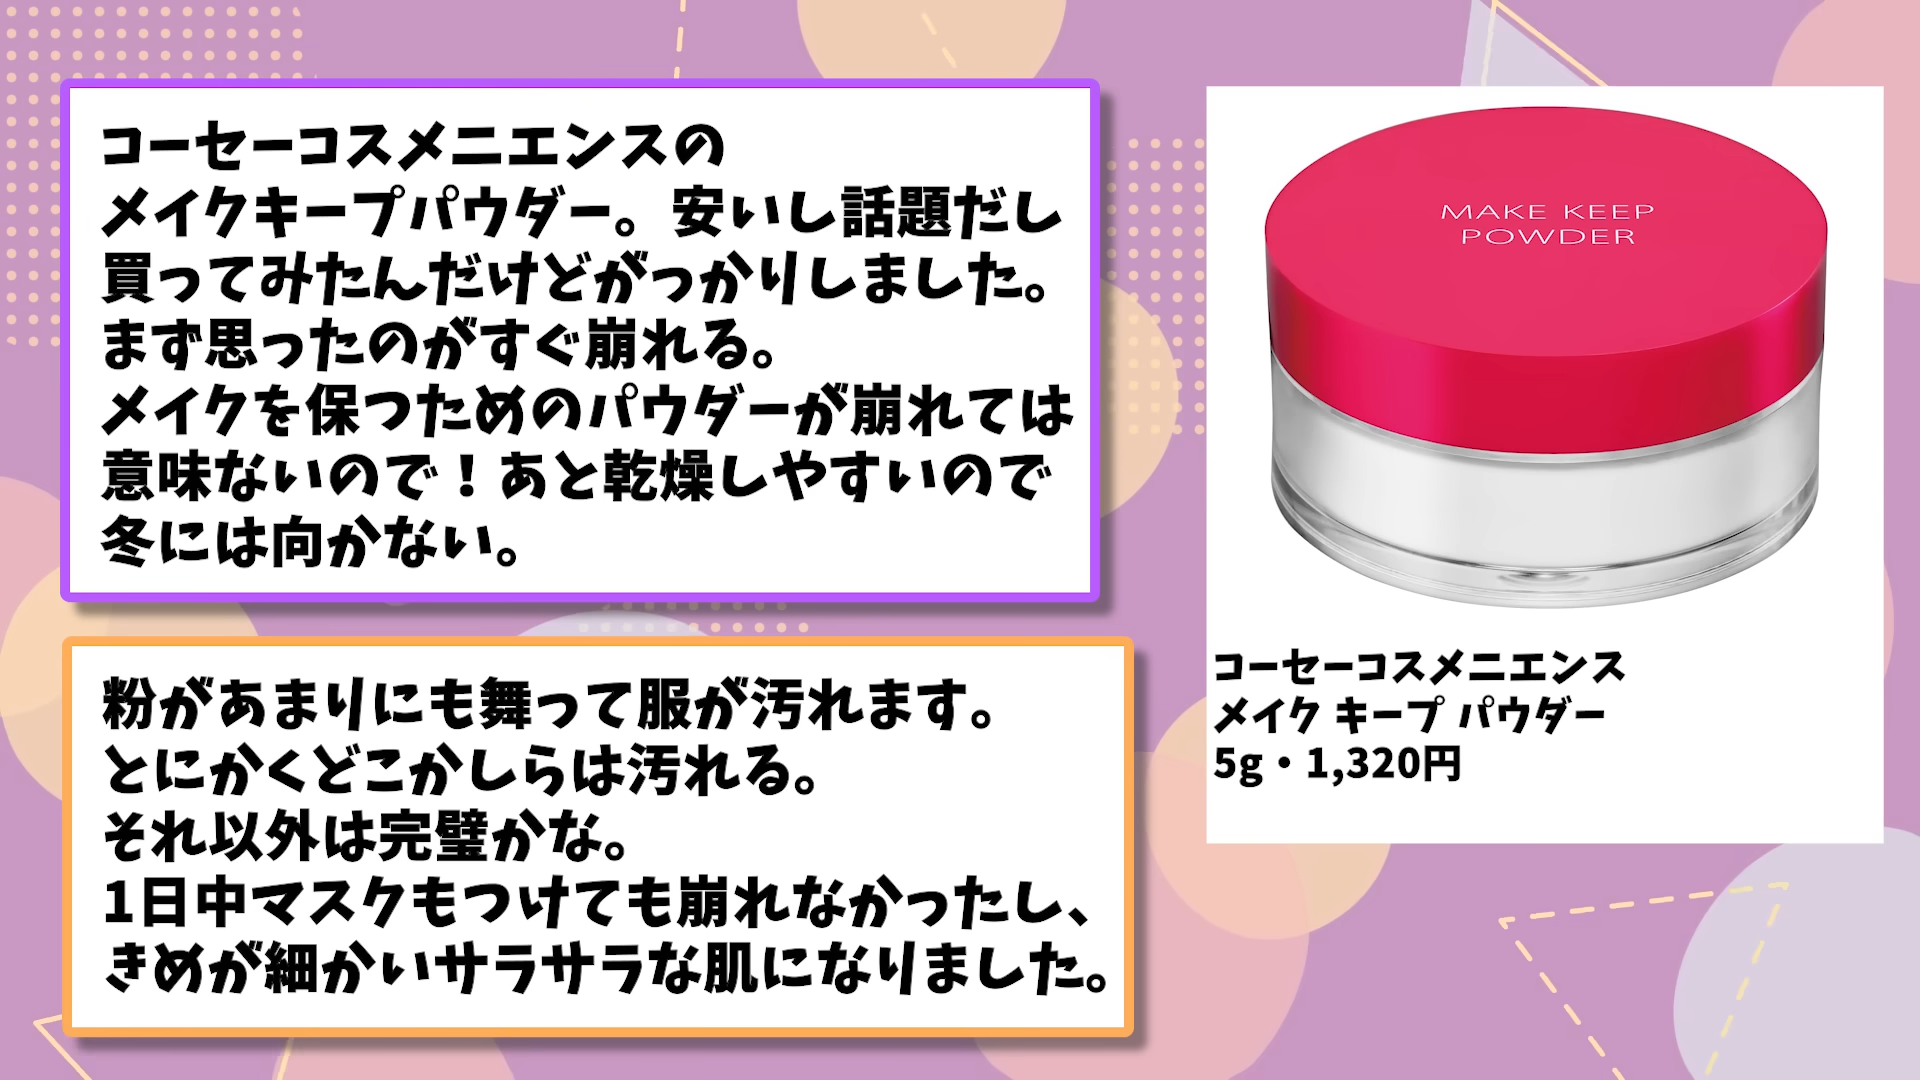 コーセーコスメニエンスの
メイクキープパウダー。安いし話題だし
買ってみたんだけどがっかりしました。
まず思ったのがすぐ崩れる。
メイクを保つためのパウダーが崩れては
意味ないので！あと乾燥しやすいので
冬には向かない。
粉があまりにも舞って服が汚れます。
とにかくどこかしらは汚れる。
それ以外は完璧かな。
1日中マスクもつけても崩れなかったし、
きめが細かいサラサラな肌になりました。
MAKE KEEP
POWDER
コーセーコスメニエンス
メイク キープ パウダー
5g・1,320円